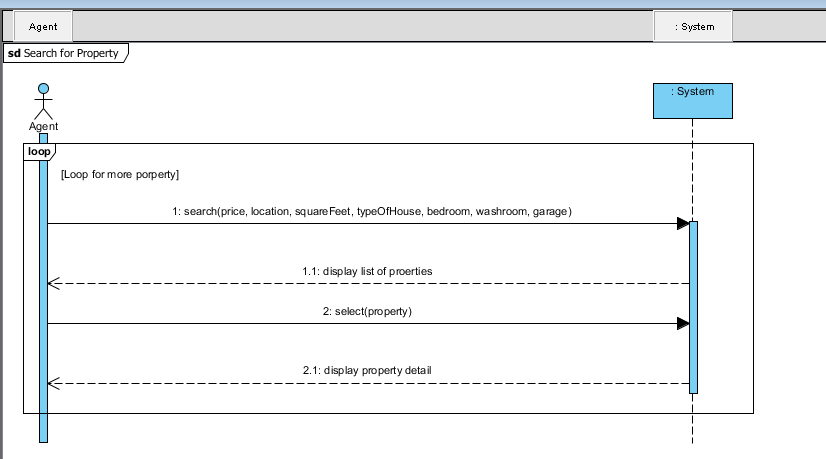 Agent
: System
sd Search for Property
: System
Agent
loop
[Loop for more porperty]
1: search(price, location, squareFeet, typeOfHouse, bedroom, washroom, garage)
1.1: display list of proerties
2: select(property)
2.1: display property detail